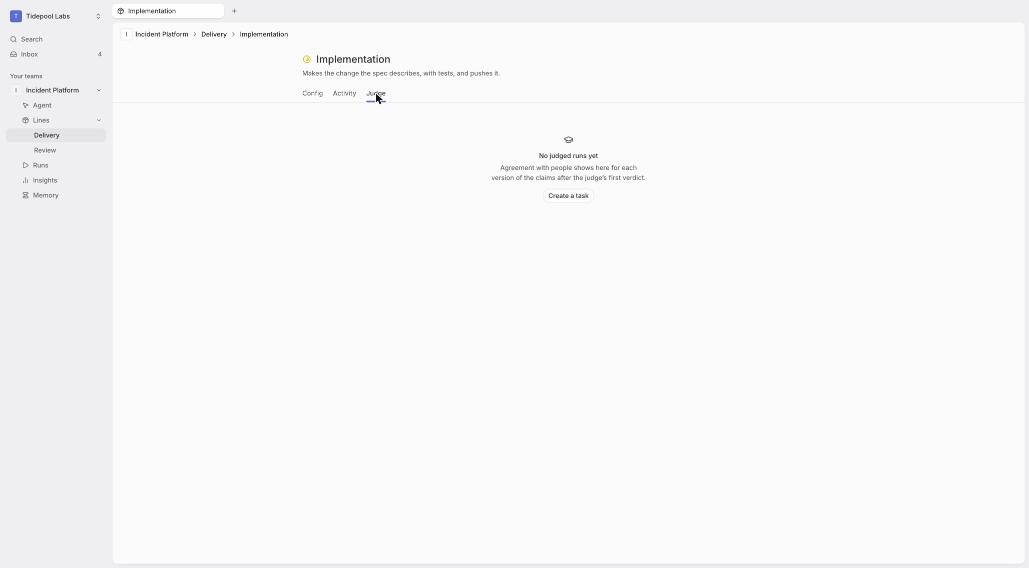 T Tidepool Labs
Implementation
Search
Inbox 4
Your teams
I Incident Platform
Agent
Lines
Delivery
Review
Runs
Insights
Memory
I Incident Platform > Delivery > Implementation
Implementation
Makes the change the spec describes, with tests, and pushes it.
Config Activity Judge
No judged runs yet
Agreement with people shows here for each
version of the claims after the judge's first verdict.
Create a task